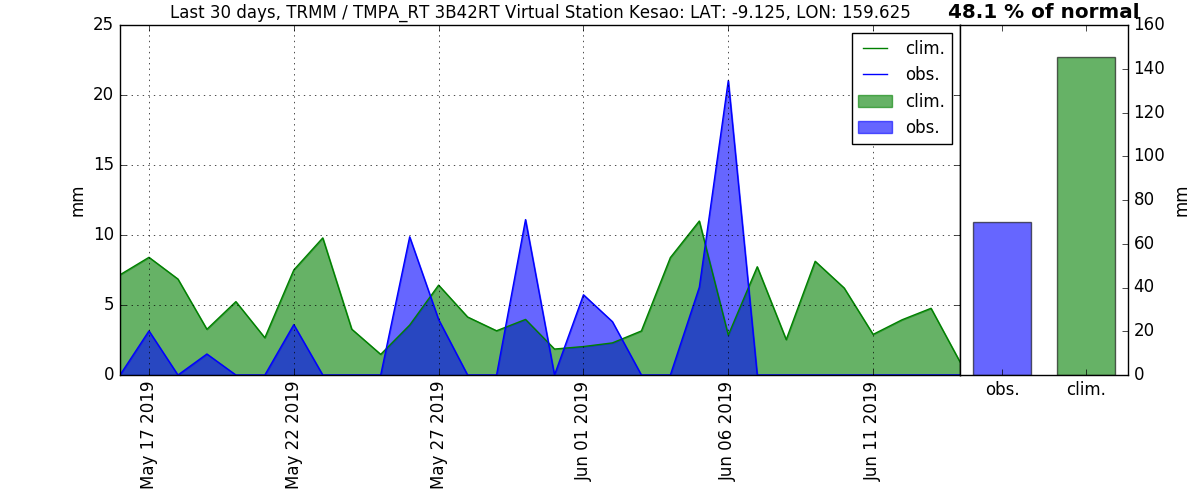 Last 30 days, TRMM / TMPA_RT 3B42RT Virtual Station Kesao: LAT: -9.125, LON: 159.625
48.1 % of normal
25
20
15
10
5
0
mm
clim.
obs.
clim.
obs.
May 17 2019
May 22 2019
May 27 2019
Jun 01 2019
Jun 06 2019
Jun 11 2019
160
140
120
100
80
60
40
20
0
mm
obs.
clim.